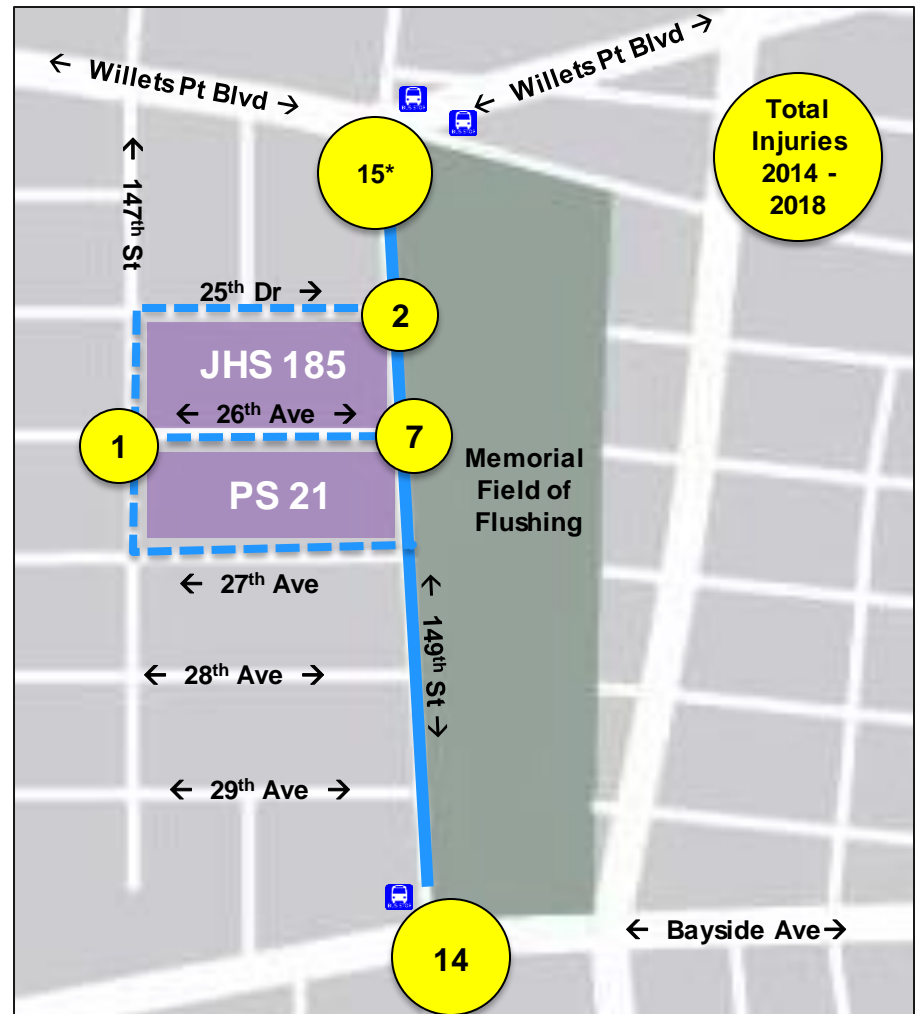 ← Willets Pt Blvd →
← Willets Pt Blvd →
Total
Injuries
2014 -
2018
15*
← 147th St
25th Dr →
2
JHS 185
← 26th Ave →
1
7
PS 21
Memorial
Field of
Flushing
← 27th Ave
← 149th St →
← 28th Ave →
← 29th Ave →
← Bayside Ave→
14